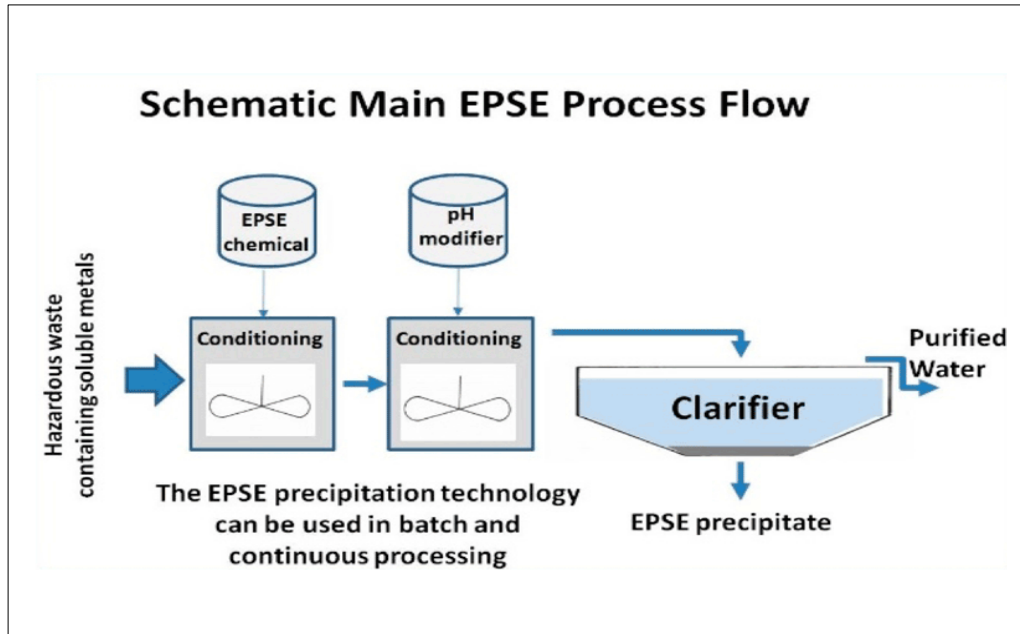 Schematic Main EPSE Process Flow
EPSE
chemical
pH
modifier
Hazardous waste
containing soluble metals
Conditioning
Conditioning
Purified
Water
Clarifier
The EPSE precipitation technology
can be used in batch and
continuous processing
EPSE precipitate